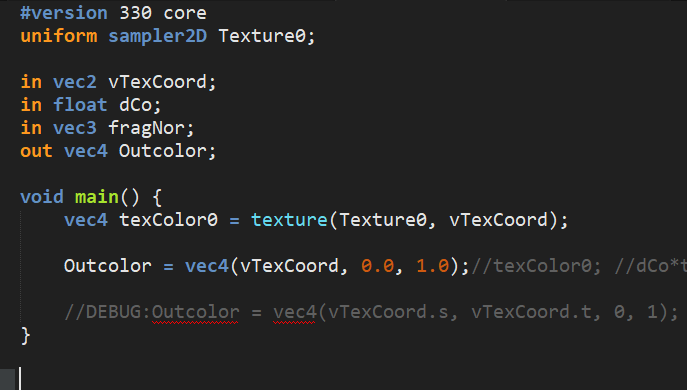 #version 330 core
uniform sampler2D Texture0;
in vec2 vTexCoord;
in float dCo;
in vec3 fragNor;
out vec4 Outcolor;
void main() {
vec4 texColor0 = texture(Texture0, vTexCoord);
Outcolor = vec4(vTexCoord, 0.0, 1.0);//texColor0; //dCo*t
//DEBUG:Outcolor = vec4(vTexCoord.s, vTexCoord.t, 0, 1);
}